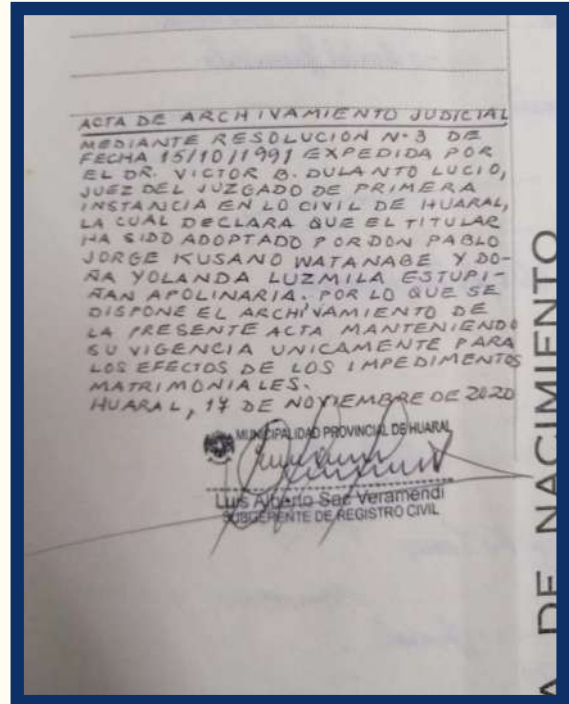 ACTA DE ARCHIVAMIENTO JUDICIAL
MEDIANTE RESOLUCION N·3 DE
FECHA 15/10/1991 EXPEDIDA POR
EL DR. VICTOR B. DULANTO LUCIO,
JUEZ DEL JUZGADO DE PRIMERA
INSTANCIA EN LO CIVIL DE HUARAL,
LA CUAL DECLARA QUE EL TITULAR
HA SIDO ADOPTADO POR DON PABLO
JORGE KUSANO WATANABE Y DO-
ÑA YOLANDA LUZMILA ESTUPI-
ÑAN APOLINARIA. POR LO QUE SE
DISPONE EL ARCHIVAMIENTO DE
LA PRESENTE ACTA MANTENIENDO
SU VIGENCIA UNICAMENTE PARA
LOS EFECTOS DE LOS IMPEDIMENTOS
MATRIMONIALES.
HUARAL, 17 DE NOVIEMBRE DE 2020
MUNICIPALIDAD PROVINCIAL DE HUARAL
Luis Alberto Saz Veramendi
SUBGERENTE DE REGISTRO CIVIL
A DE NACIMIENTO